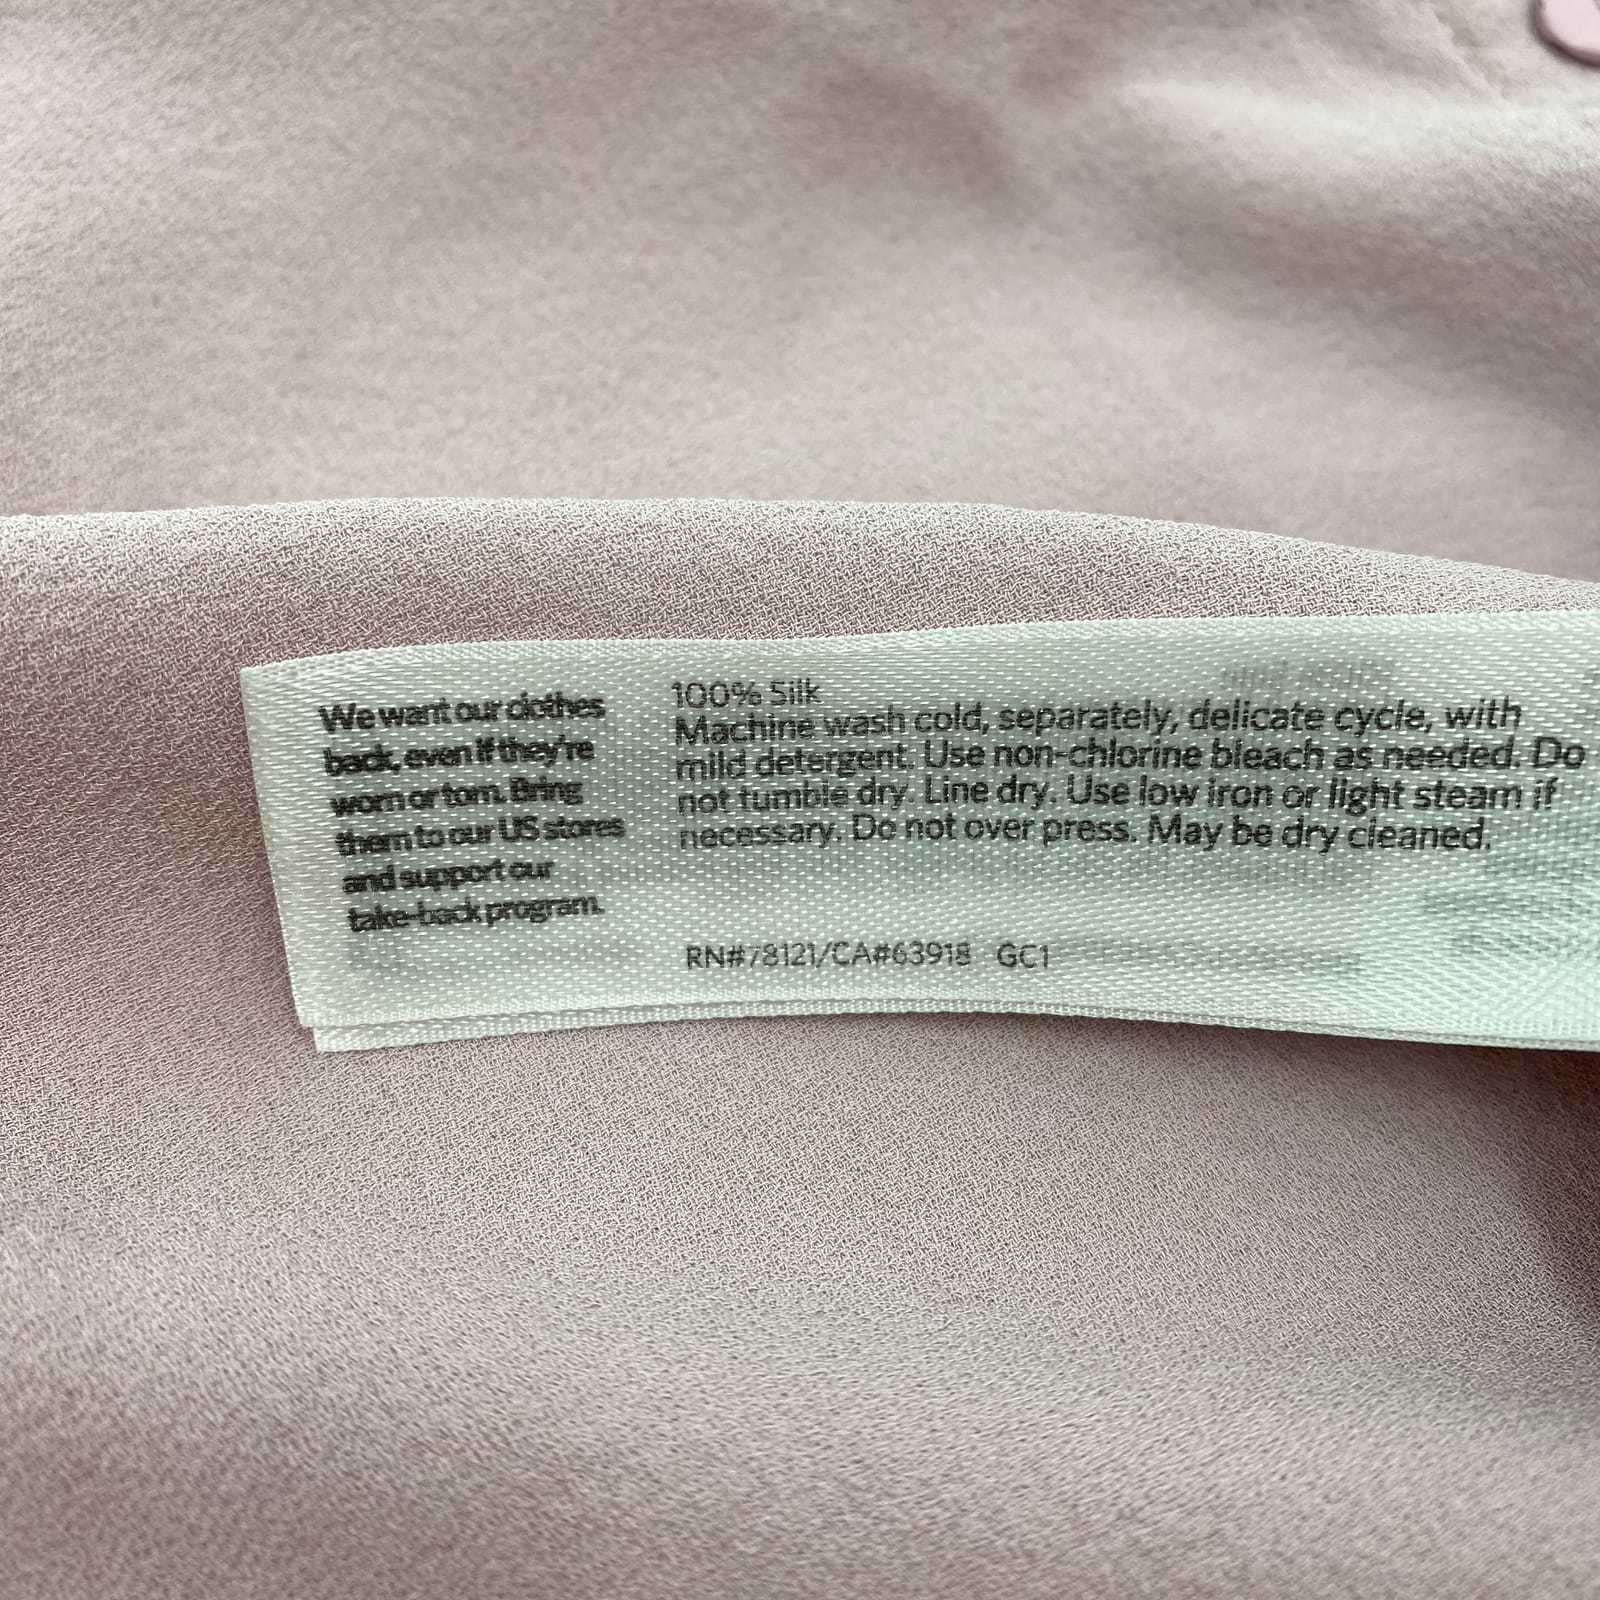 We want our clothes
back, even if they're
worn or torn. Bring
them to our US stores
and support our
take-back program.
100% Silk
Machine wash cold, separately, delicate cycle, with
mild detergent. Use non-chlorine bleach as needed. Do
not tumble dry. Line dry. Use low iron or light steam if
necessary. Do not over press. May be dry cleaned.
RN#78121/CA#63918 GC1